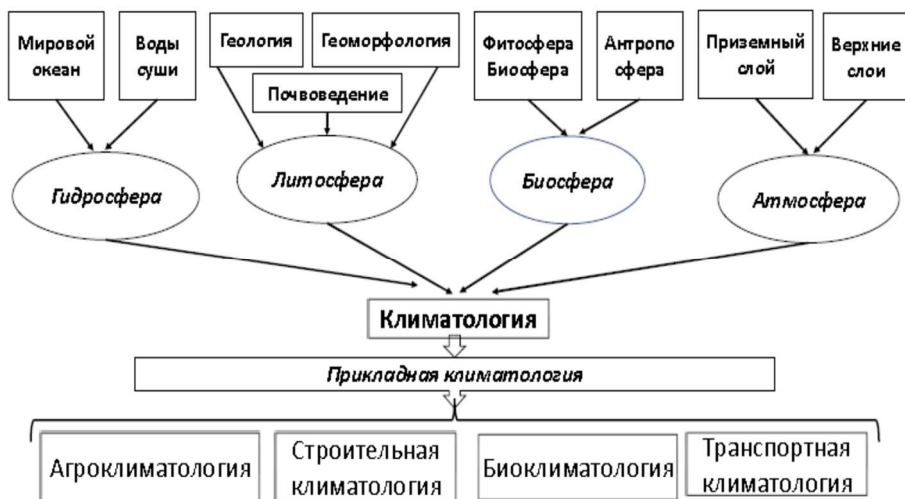 Мировой
океан
Воды
суши
Геология
Геоморфология
Почвоведение
Фитосфера
Биосфера
Антропо
сфера
Приземный
слой
Верхние
слои
Гидросфера
Литосфера
Биосфера
Атмосфера
Климатология
Прикладная климатология
Агроклиматология
Строительная
климатология
Биоклиматология
Транспортная
климатология